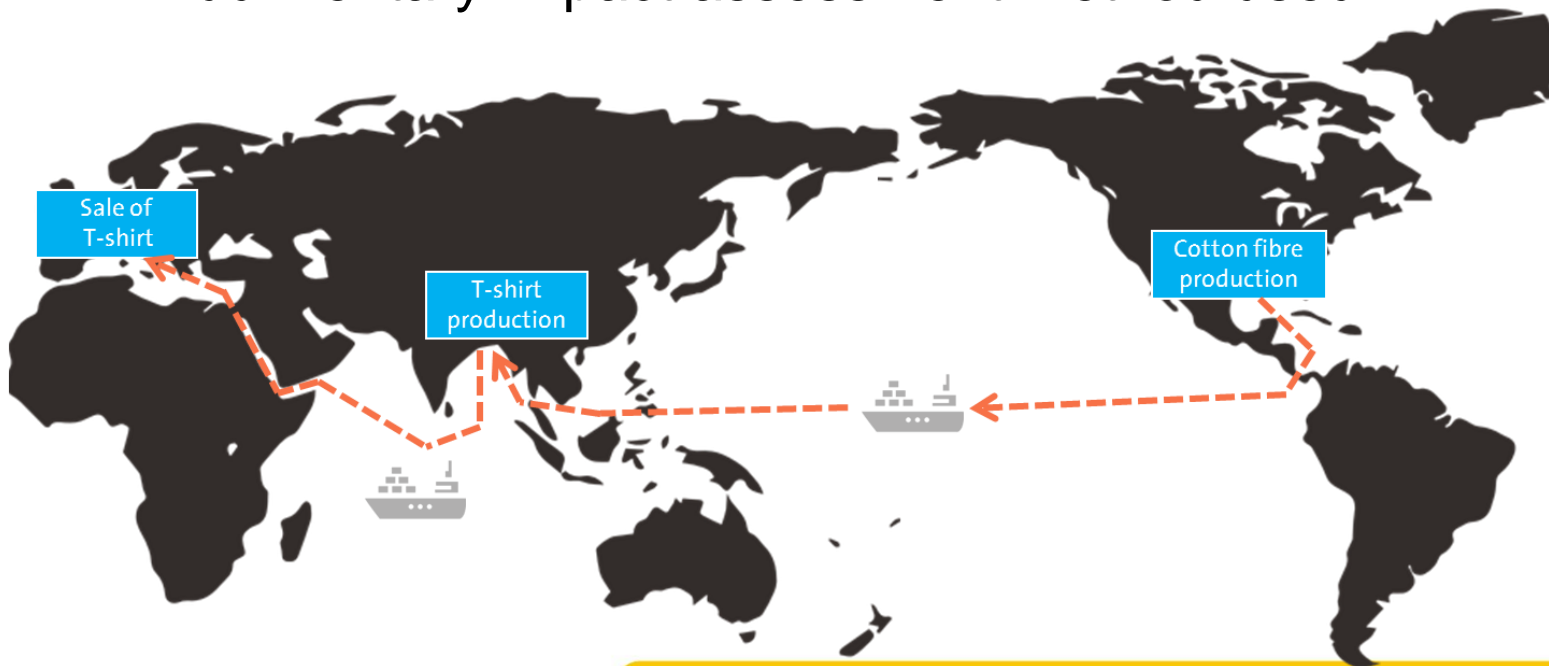 Sale of
T-shirt
T-shirt
production
Cotton fibre
production